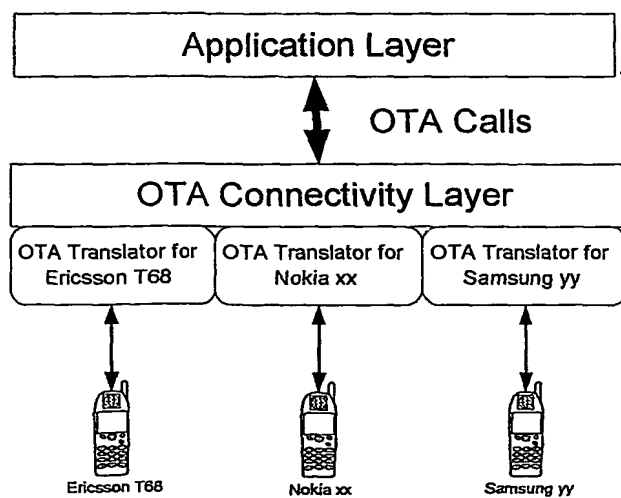 Application Layer
OTA Calls
OTA Connectivity Layer
OTA Translator for
Ericsson T68
OTA Translator for
Nokia xx
OTA Translator for
Samsung yy
Ericsson T68
Nokia xx
Samsung yy